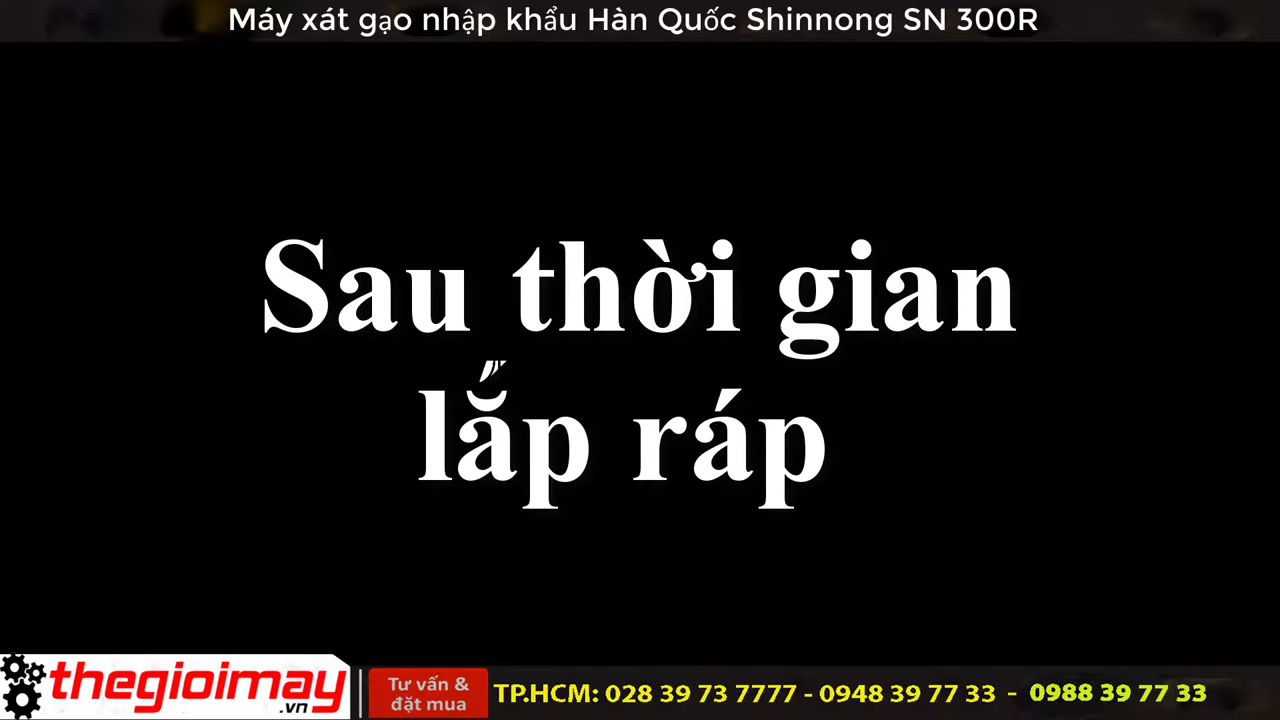 Máy xát gạo nhập khẩu Hàn Quốc Shinnong SN 300R
Sau thời gian
lắp ráp
thegioimay
.vn
Tư vấn &
đặt mua
TP.HCM: 028 39 73 7777 - 0948 39 77 33 - 0988 39 77 33